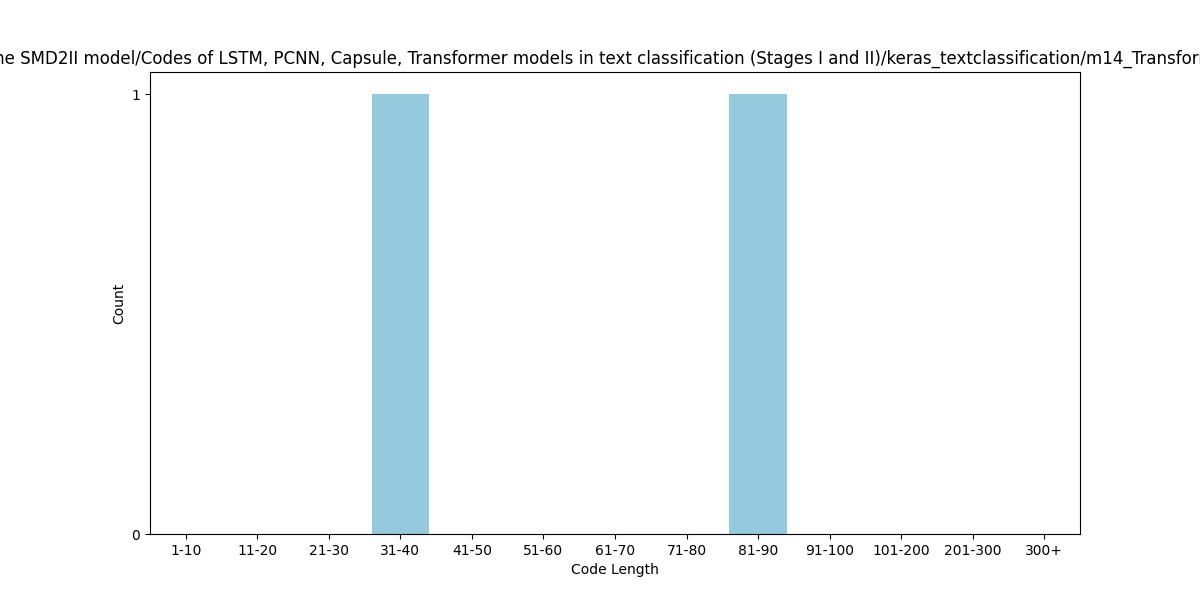 SMD2II model/Codes of LSTM, PCNN, Capsule, Transformer models in text classification (Stages I and II)/keras_textclassification/m14_Transfor
1
0
Count
1-10 11-20 21-30 31-40 41-50 51-60 61-70 71-80 81-90 91-100 101-200 201-300 300+
Code Length